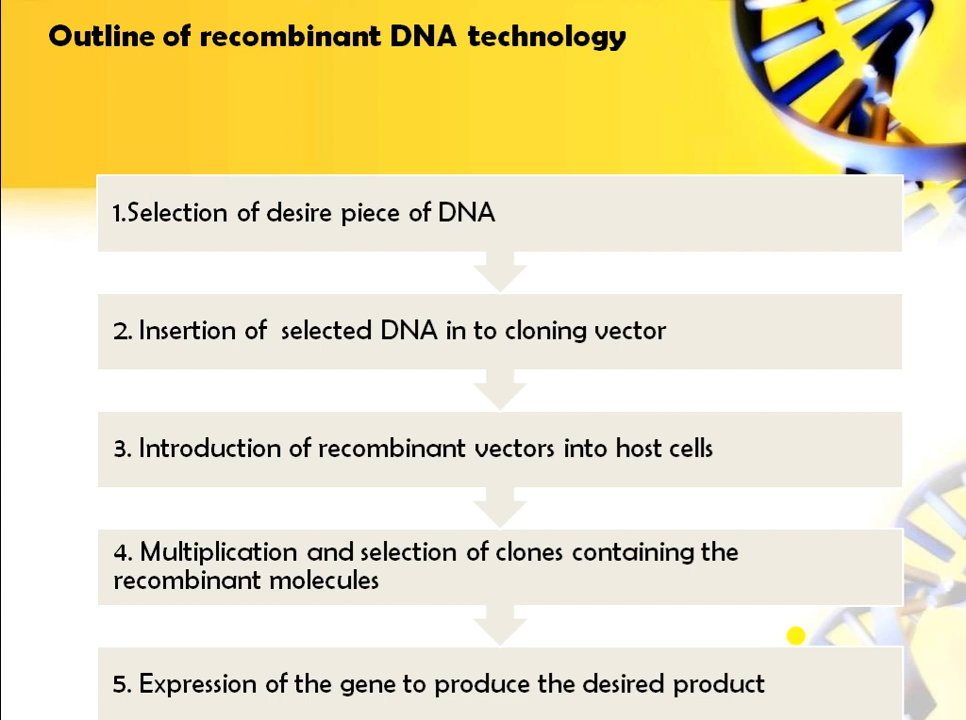 Outline of recombinant DNA technology
1.Selection of desire piece of DNA
2. Insertion of  selected DNA in to cloning vector
3. Introduction of recombinant vectors into host cells
4. Multiplication and selection of clones containing the
recombinant molecules
5. Expression of the gene to produce the desired product